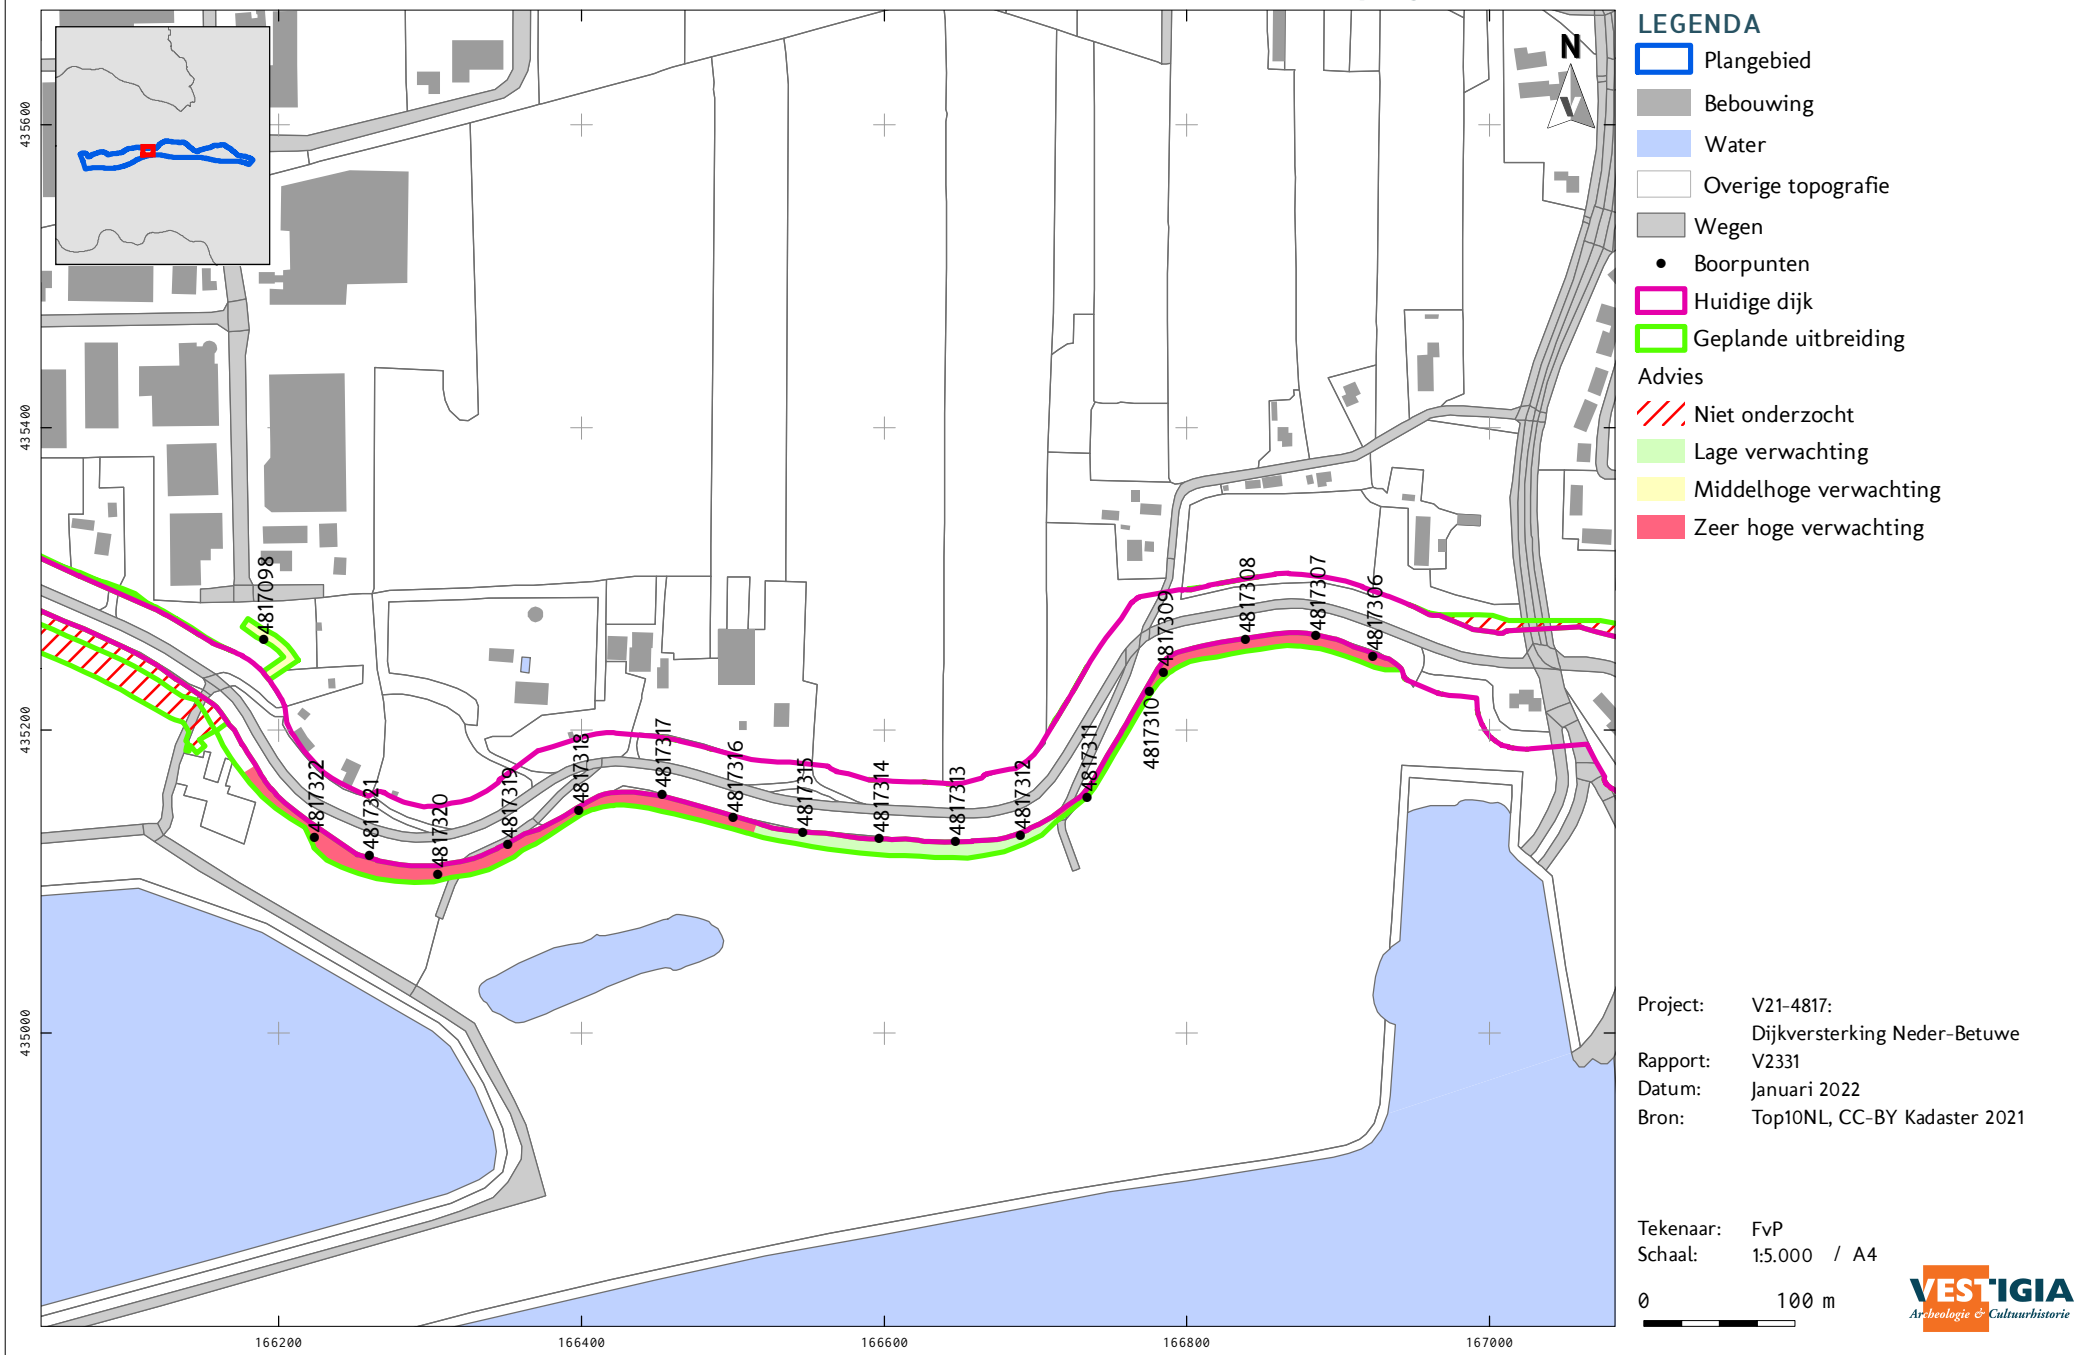 LEGENDA
Plangebied
Bebouwing
Water
Overige topografie
Wegen
Boorpunten
Huidige dijk
Geplande uitbreiding
Advies
Niet onderzocht
Lage verwachting
Middelhoge verwachting
Zeer hoge verwachting
N
V
435600
435400
435200
435000
166200
166400
166600
166800
167000
4817098
4817322
4817321
4817320
4817319
4817318
4817317
4817316
4817315
4817314
4817313
4817312
4817311
4817310
4817309
4817308
4817307
4817306
Project: V21-4817:
Dijkversterking Neder-Betuwe
Rapport: V2331
Datum: Januari 2022
Bron: Top10NL, CC-BY Kadaster 2021
Tekenaar: FvP
Schaal: 1:5.000 / A4
0 100 m
VESTIGIA
Archeologie & Cultuurhistorie